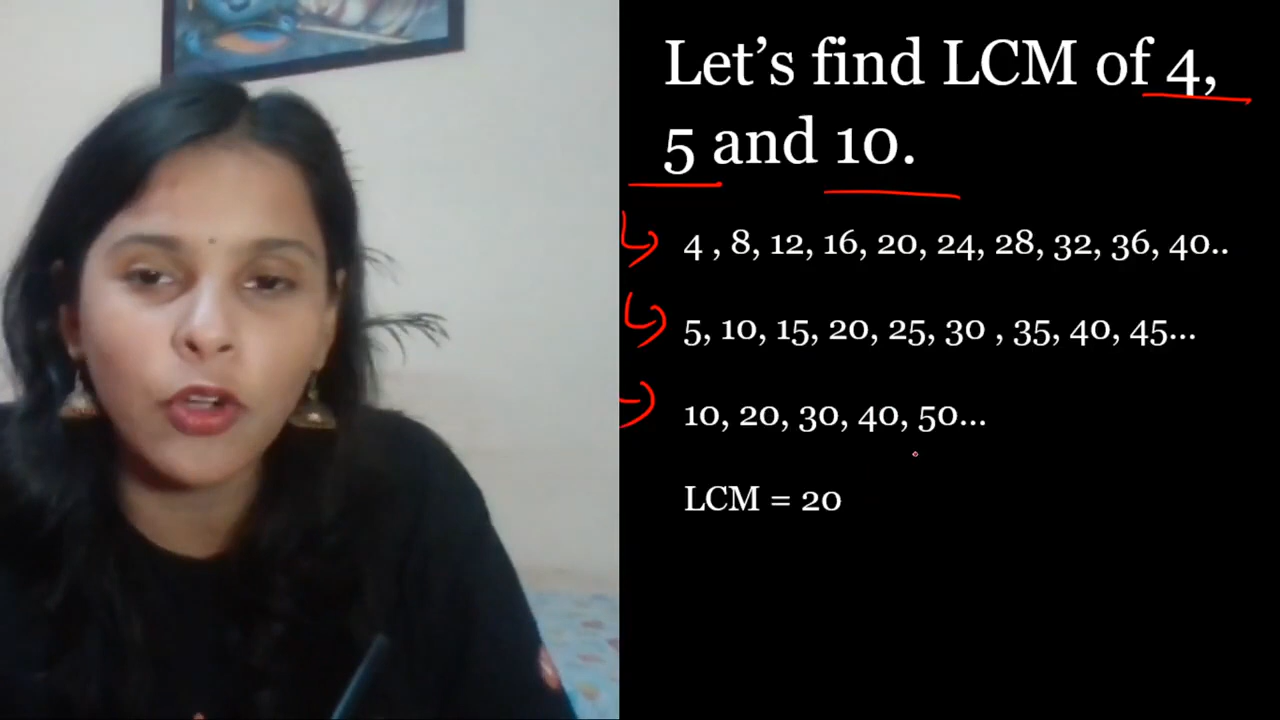 Let’s find LCM of 4,
5 and 10.
4 , 8, 12, 16, 20, 24, 28, 32, 36, 40..
5, 10, 15, 20, 25, 30 , 35, 40, 45...
10, 20, 30, 40, 50...
LCM = 20